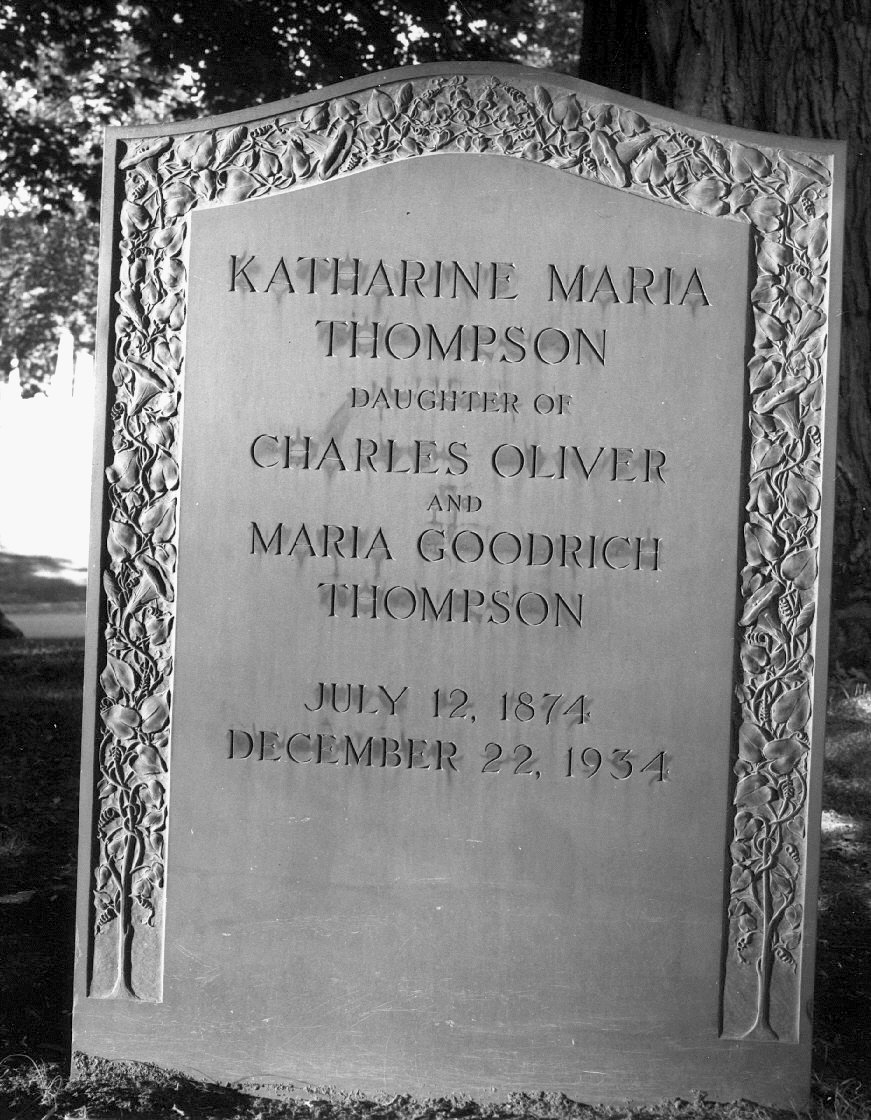 KATHARINE MARIA
THOMPSON
DAUGHTER OF
CHARLES OLIVER
AND
MARIA GOODRICH
THOMPSON
JULY 12, 1874
DECEMBER 22, 1934